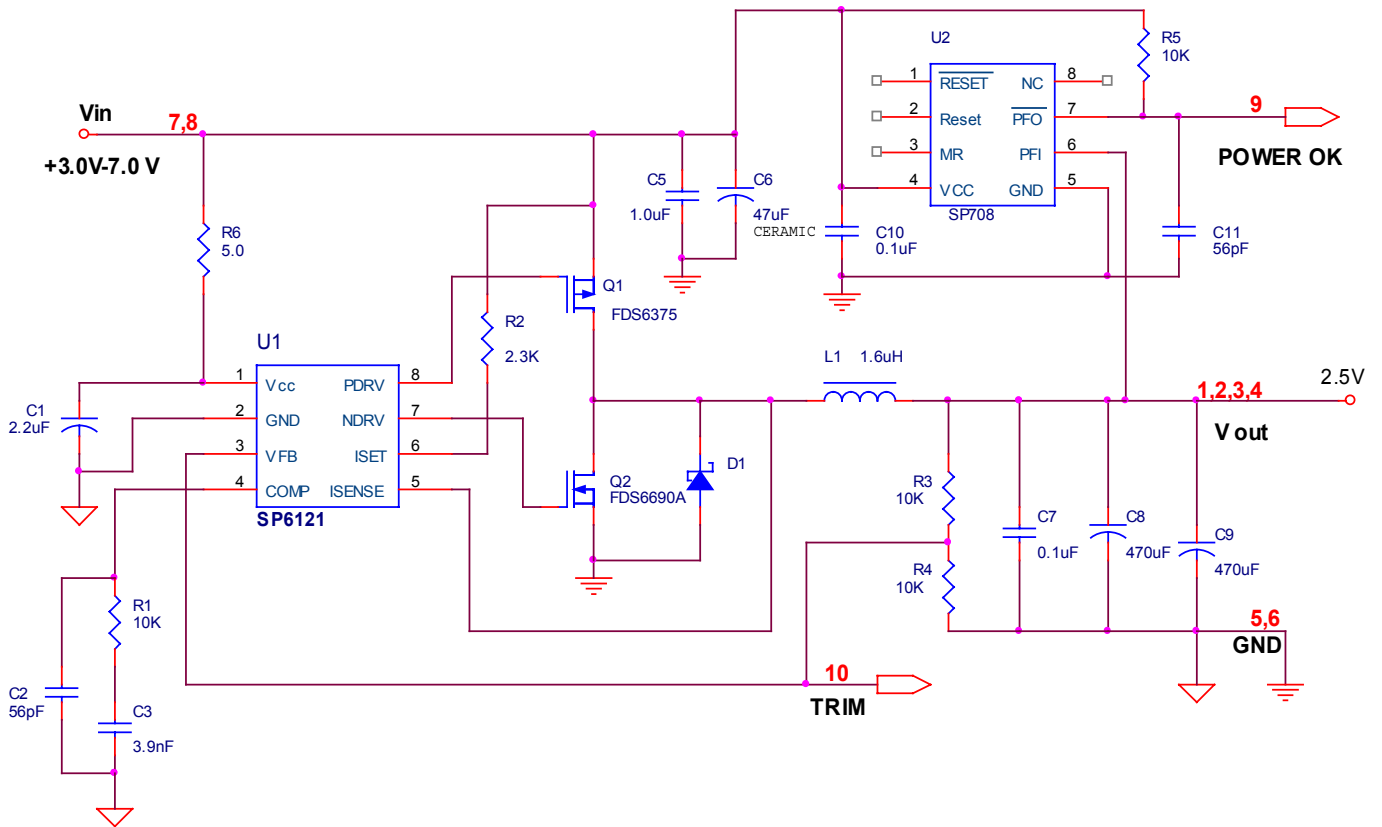 U2
R5
10K
1
RESET
NC
8
2
Reset
PFO
7
3
MR
PFI
6
4
VCC
GND
5
SP708
9
POWER OK
Vin
7,8
+3.0V-7.0 V
C5
1.0uF
C6
47uF
CERAMIC
C10
0.1uF
C11
56pF
R6
5.0
Q1
FDS6375
R2
2.3K
U1
1
Vcc
PDRV
8
2
GND
NDRV
7
3
VFB
ISET
6
4
COMP
ISENSE
5
SP6121
C1
2.2uF
L1 1.6uH
1,2,3,4
2.5V
V out
Q2
FDS6690A
D1
R3
10K
R4
10K
C7
0.1uF
C8
470uF
C9
470uF
5,6
GND
R1
10K
C2
56pF
C3
3.9nF
10
TRIM